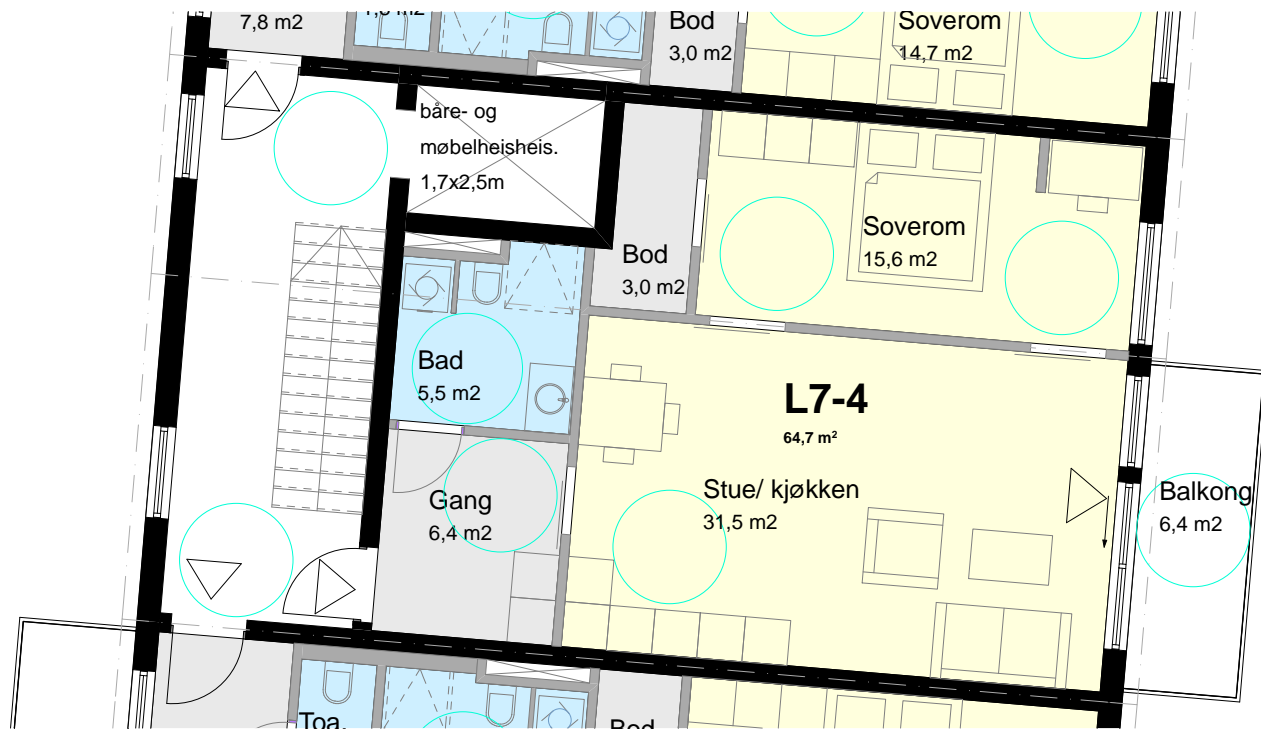 7,8 m2
Bod
3,0 m2
Soverom
14,7 m2
båre- og
møbelheisheis.
1,7x2,5m
Bod
3,0 m2
Soverom
15,6 m2
Bad
5,5 m2
L7-4
64,7 m²
Gang
6,4 m2
Stue/ kjøkken
31,5 m2
Balkong
6,4 m2
Toa.
Bod